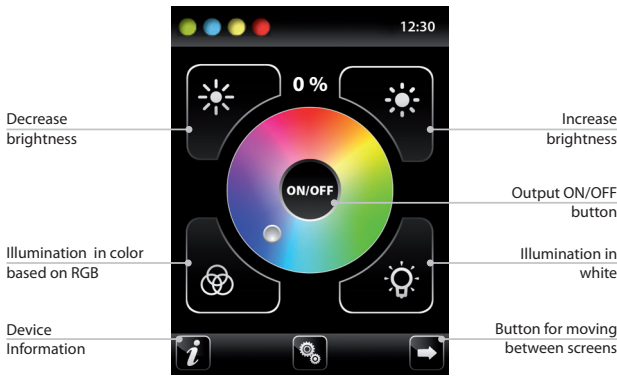 12:30
0 %
Decrease
brightness
Increase
brightness
ON/OFF
Output ON/OFF
button
Illumination in color
based on RGB
Illumination in
white
Device
Information
i
Button for moving
between screens